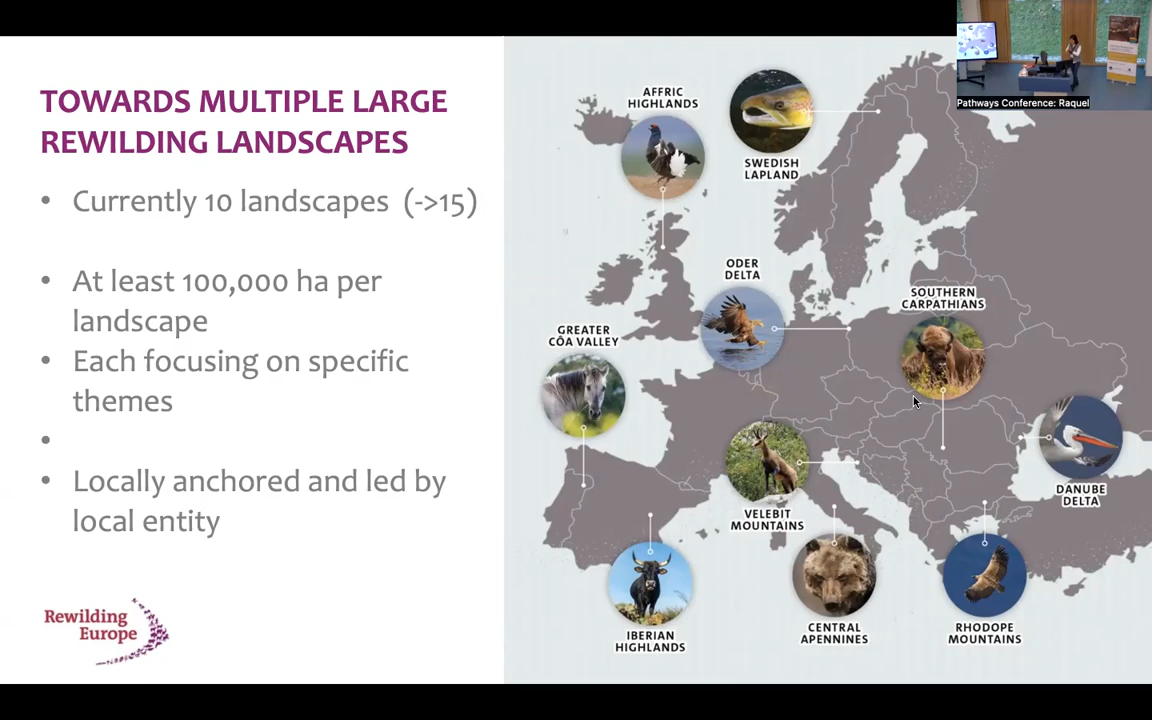 Pathways Conference: Raquel
TOWARDS MULTIPLE LARGE
REWILDING LANDSCAPES
• Currently 10 landscapes (->15)
• At least 100,000 ha per
landscape
• Each focusing on specific
themes
•
• Locally anchored and led by
local entity
Rewilding
Europe
AFFRIC
HIGHLANDS
SWEDISH
LAPLAND
ODER
DELTA
SOUTHERN
CARPATHIANS
GREATER
CÔA VALLEY
VELEBIT
MOUNTAINS
DANUBE
DELTA
IBERIAN
HIGHLANDS
CENTRAL
APENNINES
RHODOPE
MOUNTAINS